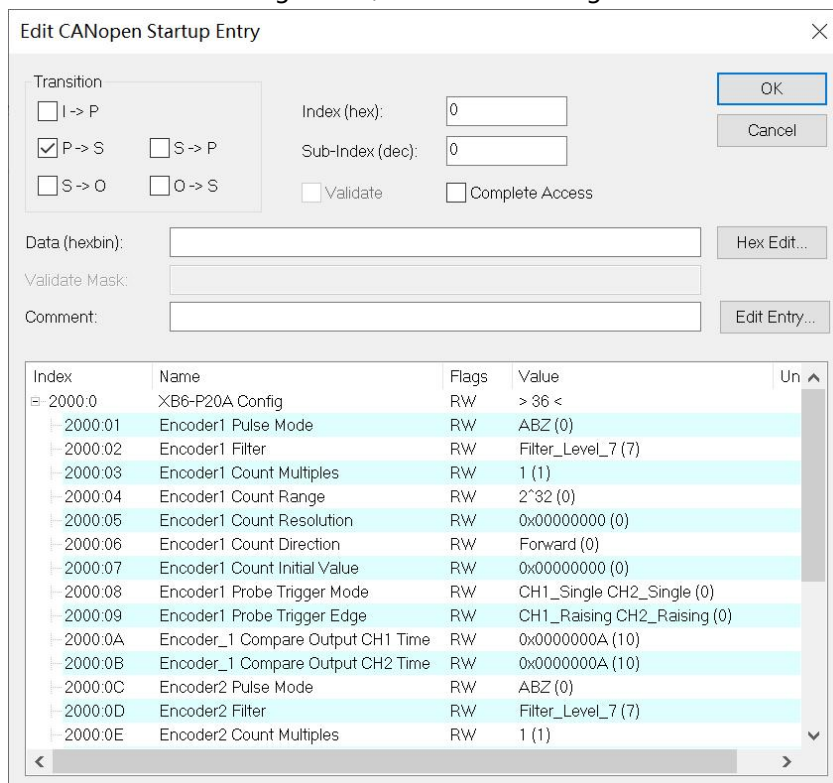 Edit CANopen Startup Entry
Transition
I -> P
P -> S
S -> P
S -> O
O -> S
Index (hex):
0
Sub-Index (dec):
0
Validate
Complete Access
OK
Cancel
Data (hexbin):
Hex Edit...
Validate Mask:
Comment:
Edit Entry...
Index Name Flags Value Un
2000:0 XB6-P20A Config RW > 36 <
2000:01 Encoder1 Pulse Mode RW ABZ (0)
2000:02 Encoder1 Filter RW Filter_Level_7 (7)
2000:03 Encoder1 Count Multiples RW 1 (1)
2000:04 Encoder1 Count Range RW 2^32 (0)
2000:05 Encoder1 Count Resolution RW 0x00000000 (0)
2000:06 Encoder1 Count Direction RW Forward (0)
2000:07 Encoder1 Count Initial Value RW 0x00000000 (0)
2000:08 Encoder1 Probe Trigger Mode RW CH1_Single CH2_Single (0)
2000:09 Encoder1 Probe Trigger Edge RW CH1_Raising CH2_Raising (0)
2000:0A Encoder_1 Compare Output CH1 Time RW 0x0000000A (10)
2000:0B Encoder_1 Compare Output CH2 Time RW 0x0000000A (10)
2000:0C Encoder2 Pulse Mode RW ABZ (0)
2000:0D Encoder2 Filter RW Filter_Level_7 (7)
2000:0E Encoder2 Count Multiples RW 1 (1)